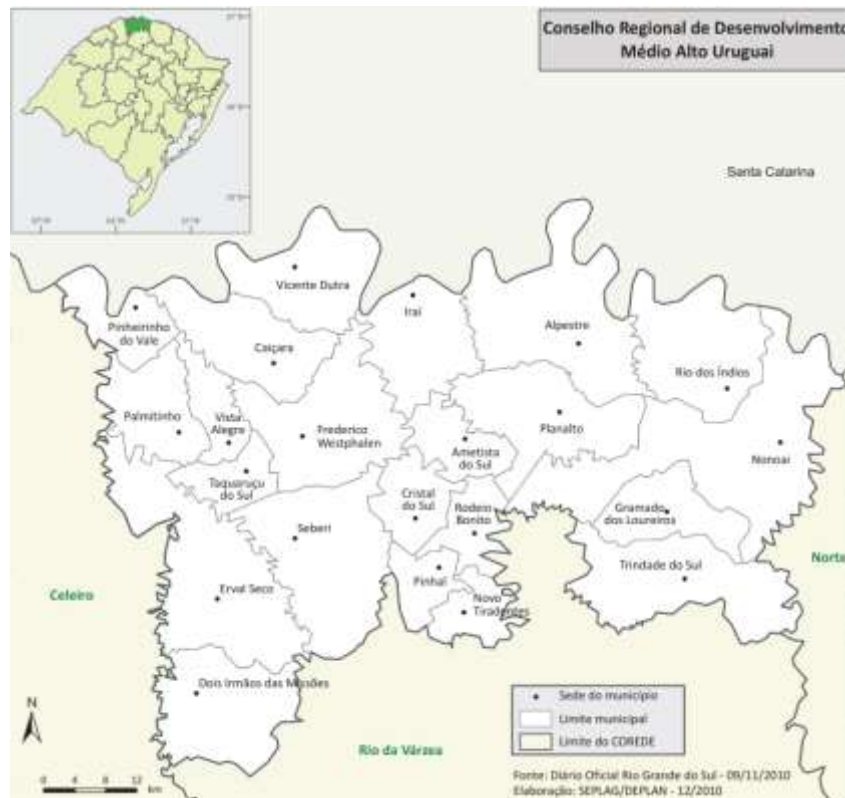 Conselho Regional de Desenvolvimento
Médio Alto Uruguai
Santa Catarina
Vicente Dutra
Iraí
Pinheirinho
do Vale
Alpestre
Caiçara
Rio dos Índios
Palmitinho
Vista
Alegre
Frederico
Westphalen
Planalto
Ametista
do Sul
Nonoai
Taquaruçu
do Sul
Cristal
do Sul
Rodeio
Bonito
Gramado
dos Loureiros
Seberi
Pinhal
Trindade do Sul
Norte
Celeiro
Erval Seco
Novo
Tiradentes
Dois Irmãos das Missões
N
Rio da Várzea
Sede do município
Limite municipal
Limite do COREDE
0 4 8 12
km
Fonte: Diário Oficial Rio Grande do Sul - 09/11/2010
Elaboração: SEPLAG/DEPLAN - 12/2010